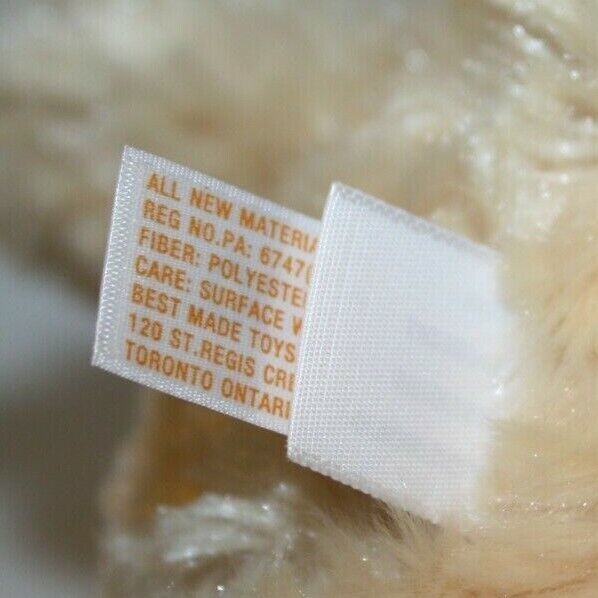 ALL NEW MATERIA
REG NO.PA: 6747
FIBER: POLYESTE
CARE: SURFACE W
BEST MADE TOYS
120 ST.REGIS CRE
TORONTO ONTARI